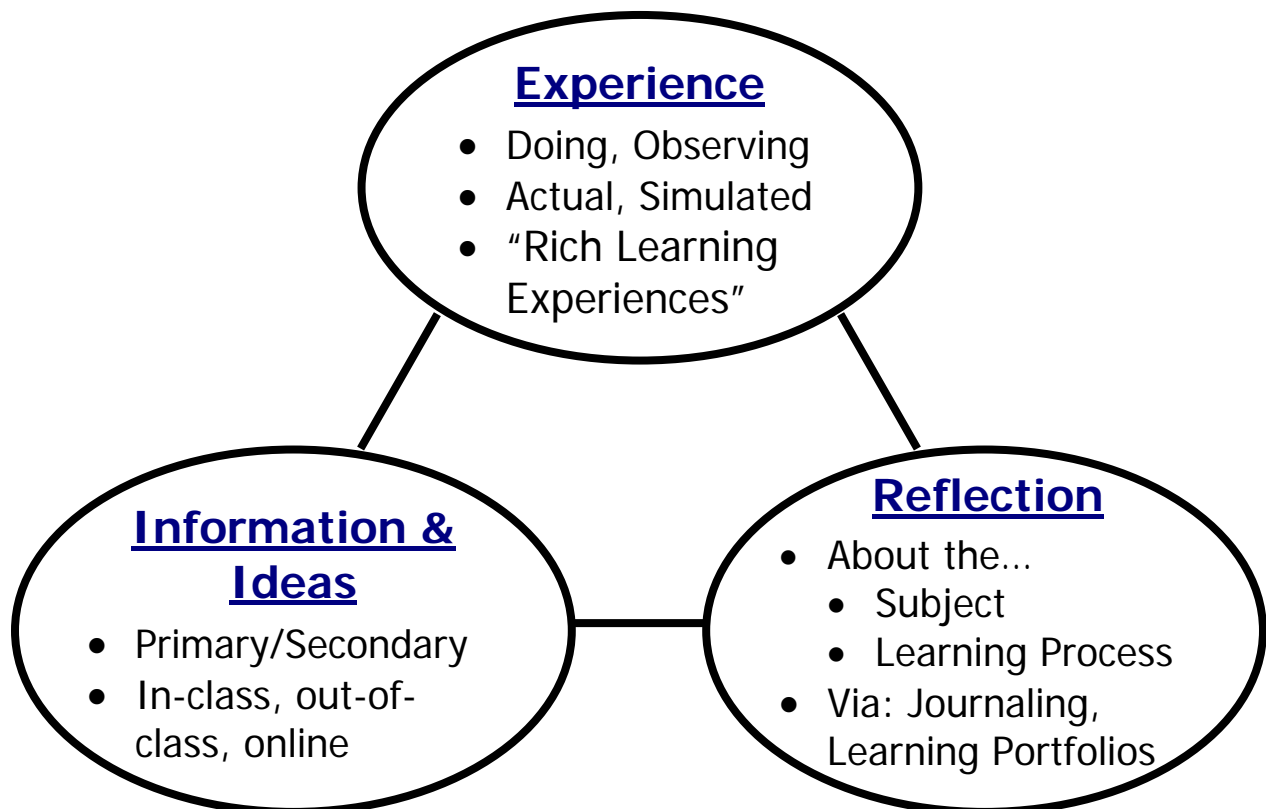 Experience
• Doing, Observing
• Actual, Simulated
• “Rich Learning
Experiences”
Information &
Ideas
• Primary/Secondary
• In-class, out-of-
class, online
Reflection
• About the...
• Subject
• Learning Process
• Via: Journaling,
Learning Portfolios